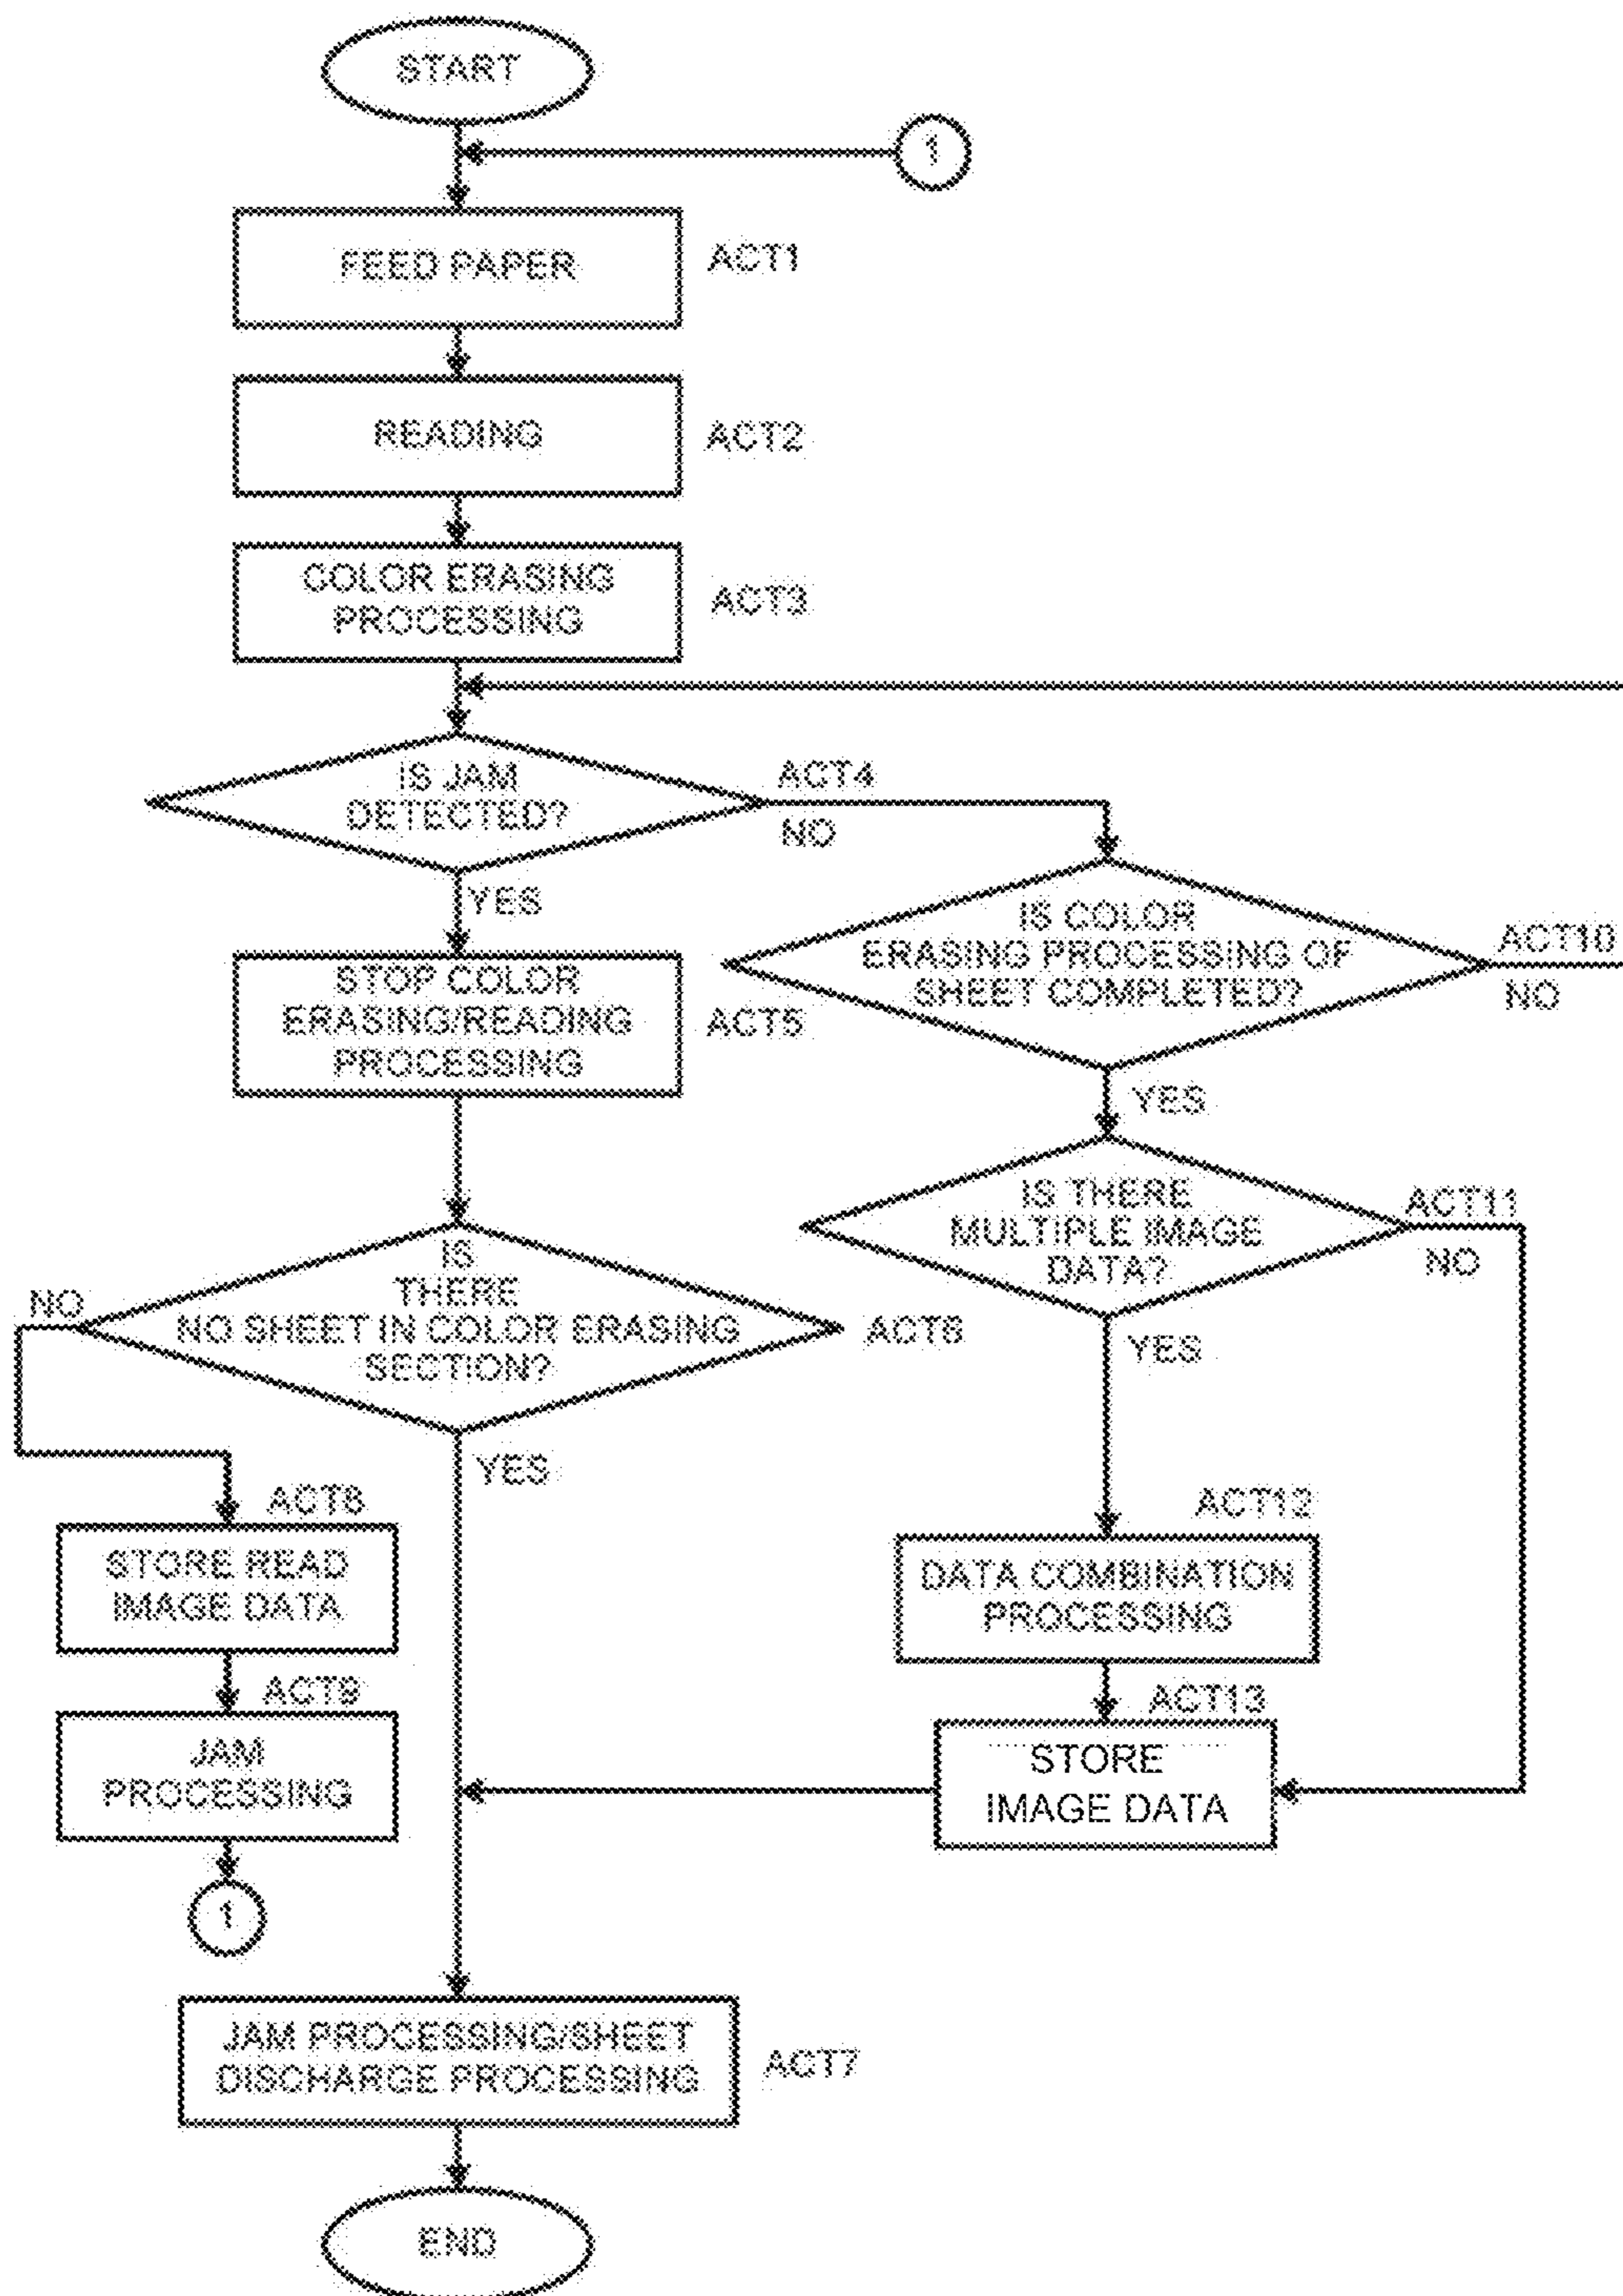 START
1
FEED PAPER
ACT1
READING
ACT2
COLOR ERASING
PROCESSING
ACT3
IS JAM
DETECTED?
ACT4
NO
YES
IS COLOR
ERASING PROCESSING OF
SHEET COMPLETED?
ACT10
NO
YES
STOP COLOR
ERASING/READING
PROCESSING
ACT5
IS THERE
MULTIPLE IMAGE
DATA?
ACT11
NO
YES
IS
THERE
NO SHEET IN COLOR ERASING
SECTION?
NO
ACT6
YES
ACT8
STORE READ
IMAGE DATA
ACT12
DATA COMBINATION
PROCESSING
ACT9
JAM
PROCESSING
ACT13
STORE
IMAGE DATA
1
JAM PROCESSING/SHEET
DISCHARGE PROCESSING
ACT7
END